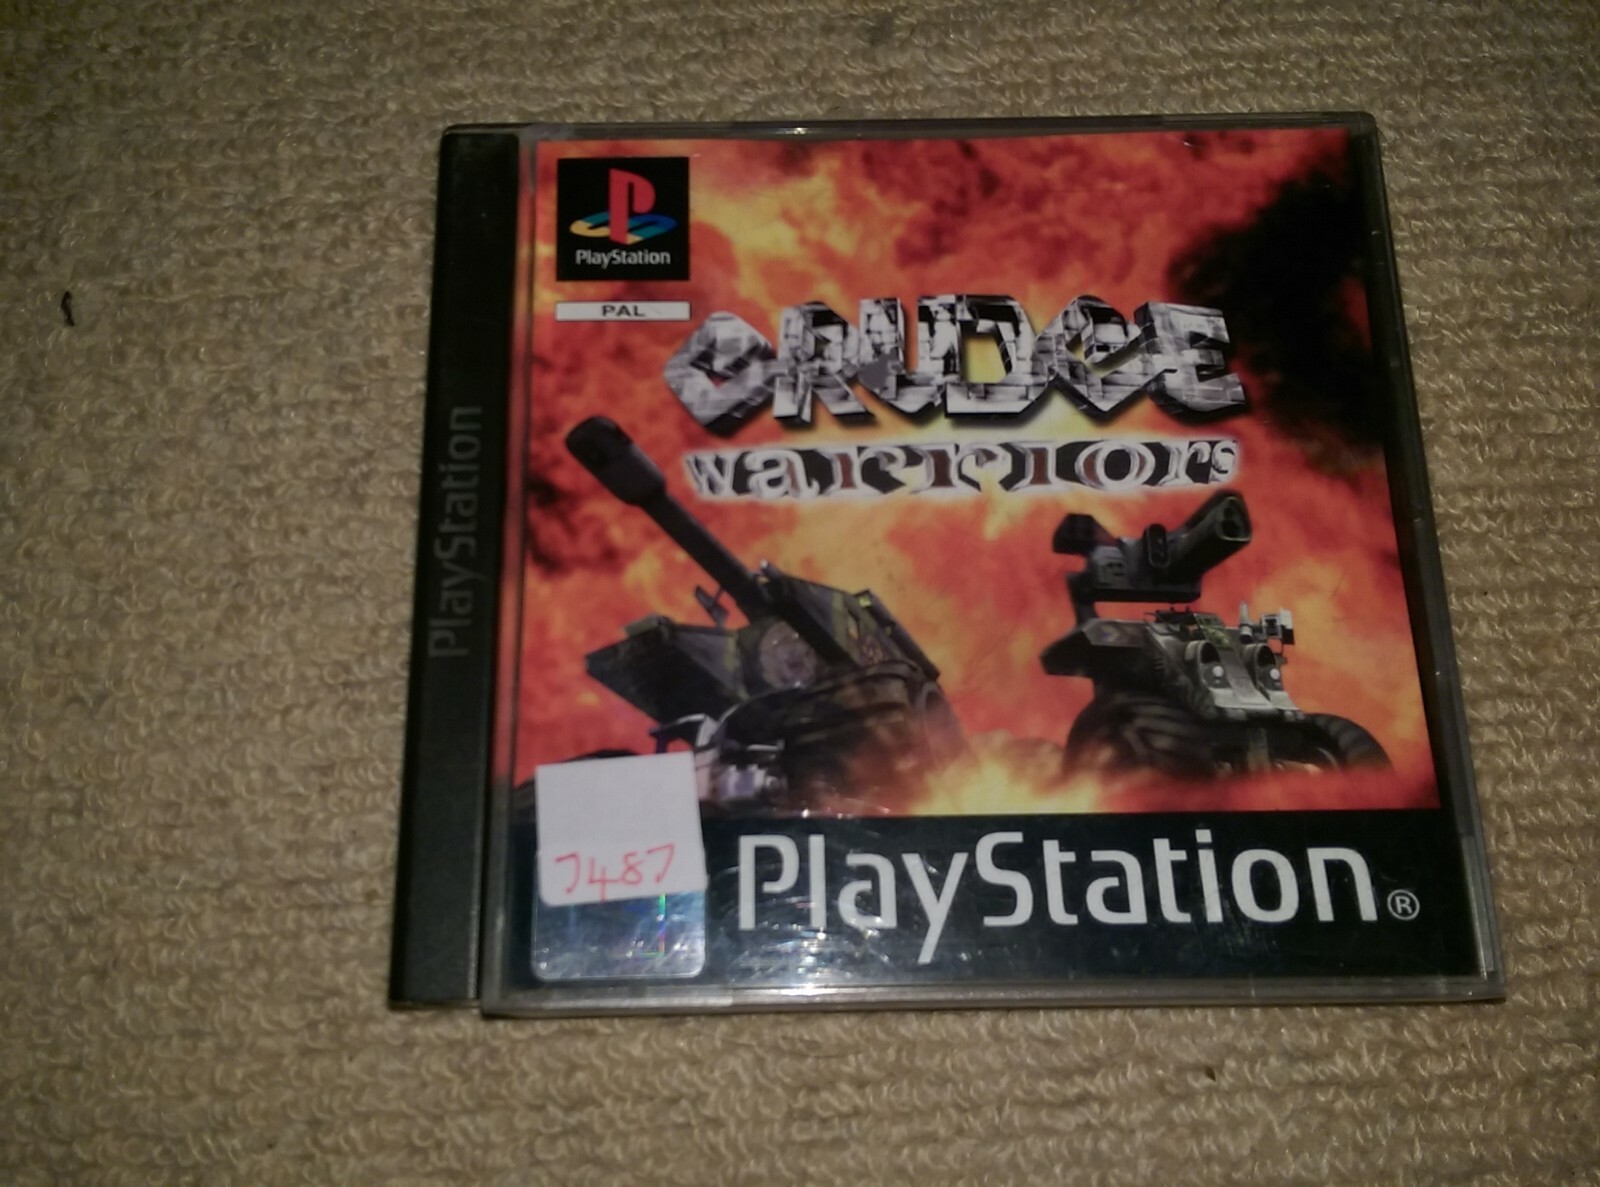 PlayStation
PAL
GRUDGE
warriors
PlayStation
7487
PlayStation®